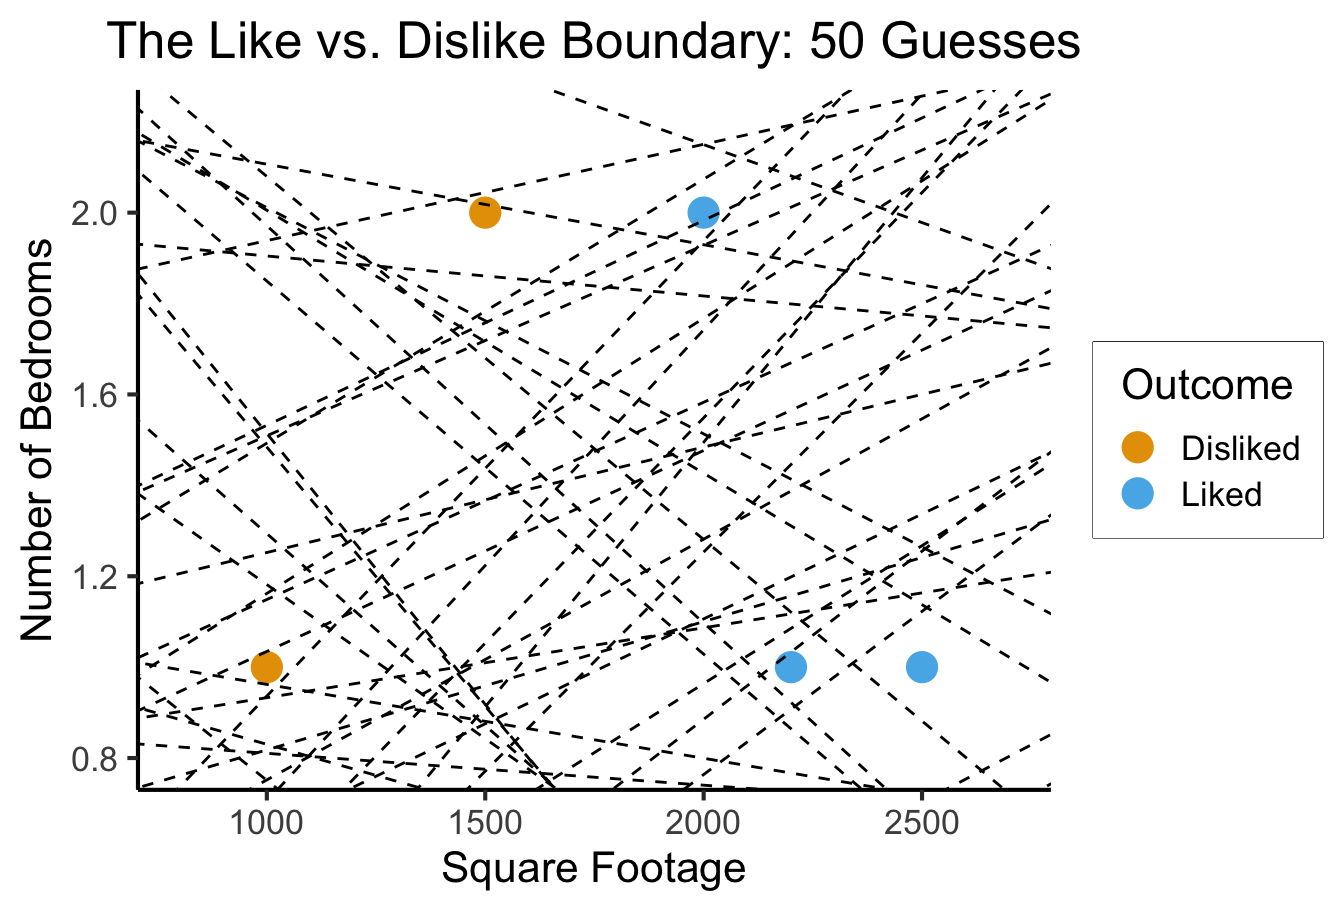 The Like vs. Dislike Boundary: 50 Guesses
Number of Bedrooms
2.0
1.6
1.2
0.8
1000 1500 2000 2500
Square Footage
Outcome
Disliked
Liked